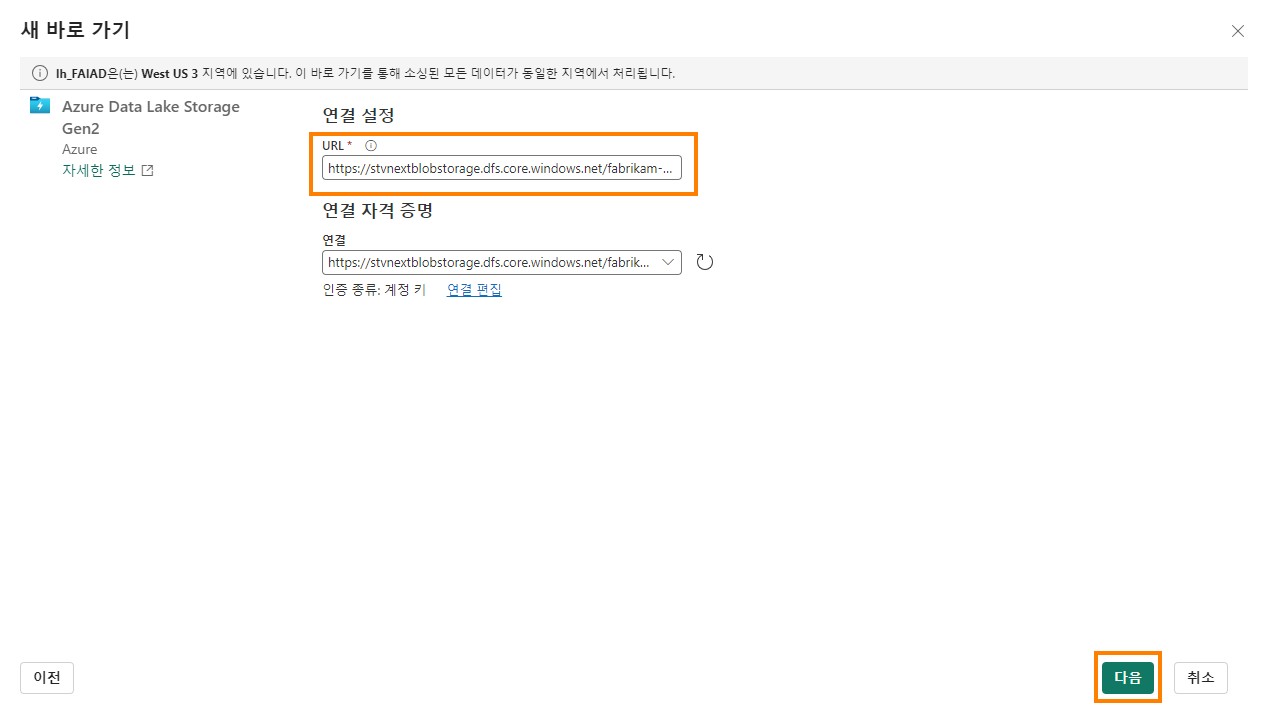 새 바로 가기
lh_FAIAD은(는) West US 3 지역에 있습니다. 이 바로 가기를 통해 소싱된 모든 데이터가 동일한 지역에서 처리됩니다.
Azure Data Lake Storage
Gen2
Azure
자세한 정보
연결 설정
URL *
https://stvnextblobstorage.dfs.core.windows.net/fabrikam-...
연결 자격 증명
연결
https://stvnextblobstorage.dfs.core.windows.net/fabrik...
인증 종류: 계정 키 연결 편집
이전 다음 취소